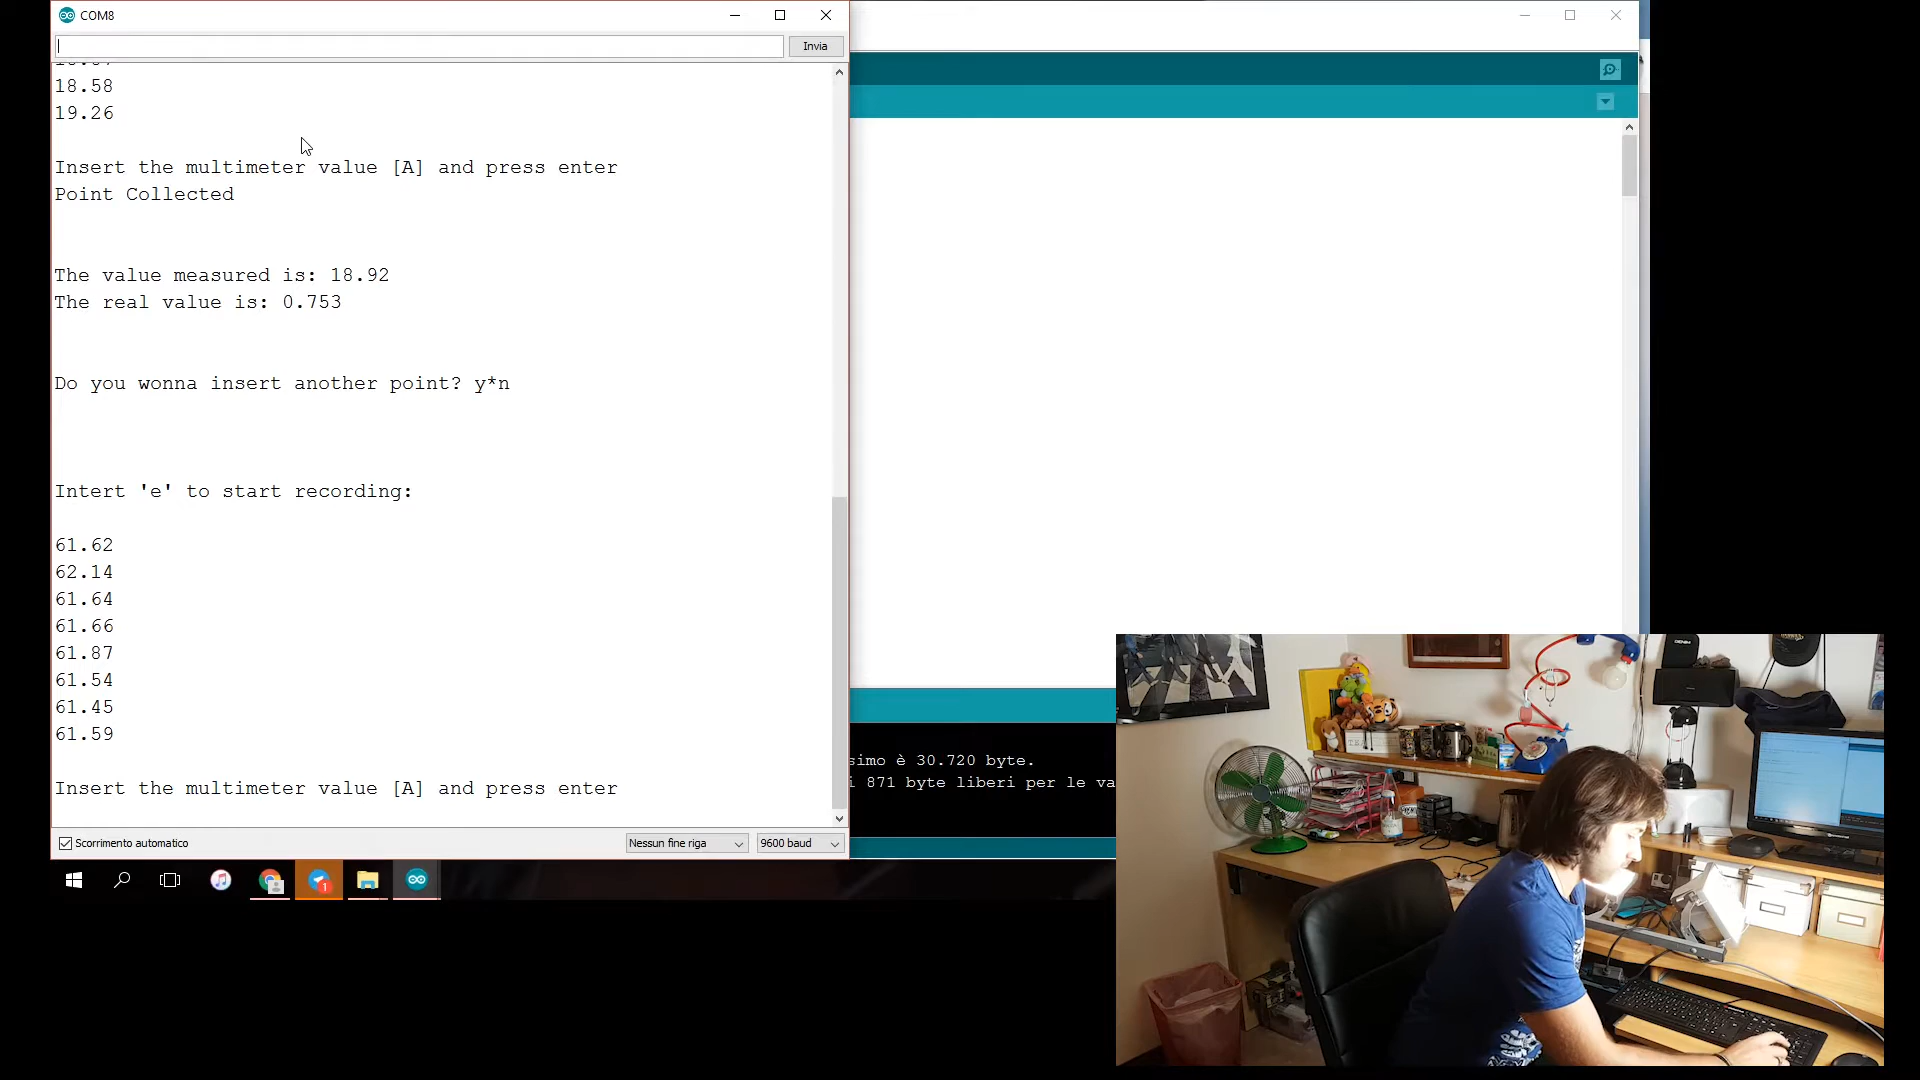 COM8
Invia
18.58
19.26
Insert the multimeter value [A] and press enter
Point Collected
The value measured is: 18.92
The real value is: 0.753
Do you wonna insert another point? y*n
Intert 'e' to start recording:
61.62
62.14
61.64
61.66
61.87
61.54
61.45
61.59
Insert the multimeter value [A] and press enter
Scorrimento automatico
Nessun fine riga
9600 baud
simo è 30.720 byte.
i 871 byte liberi per le va
1